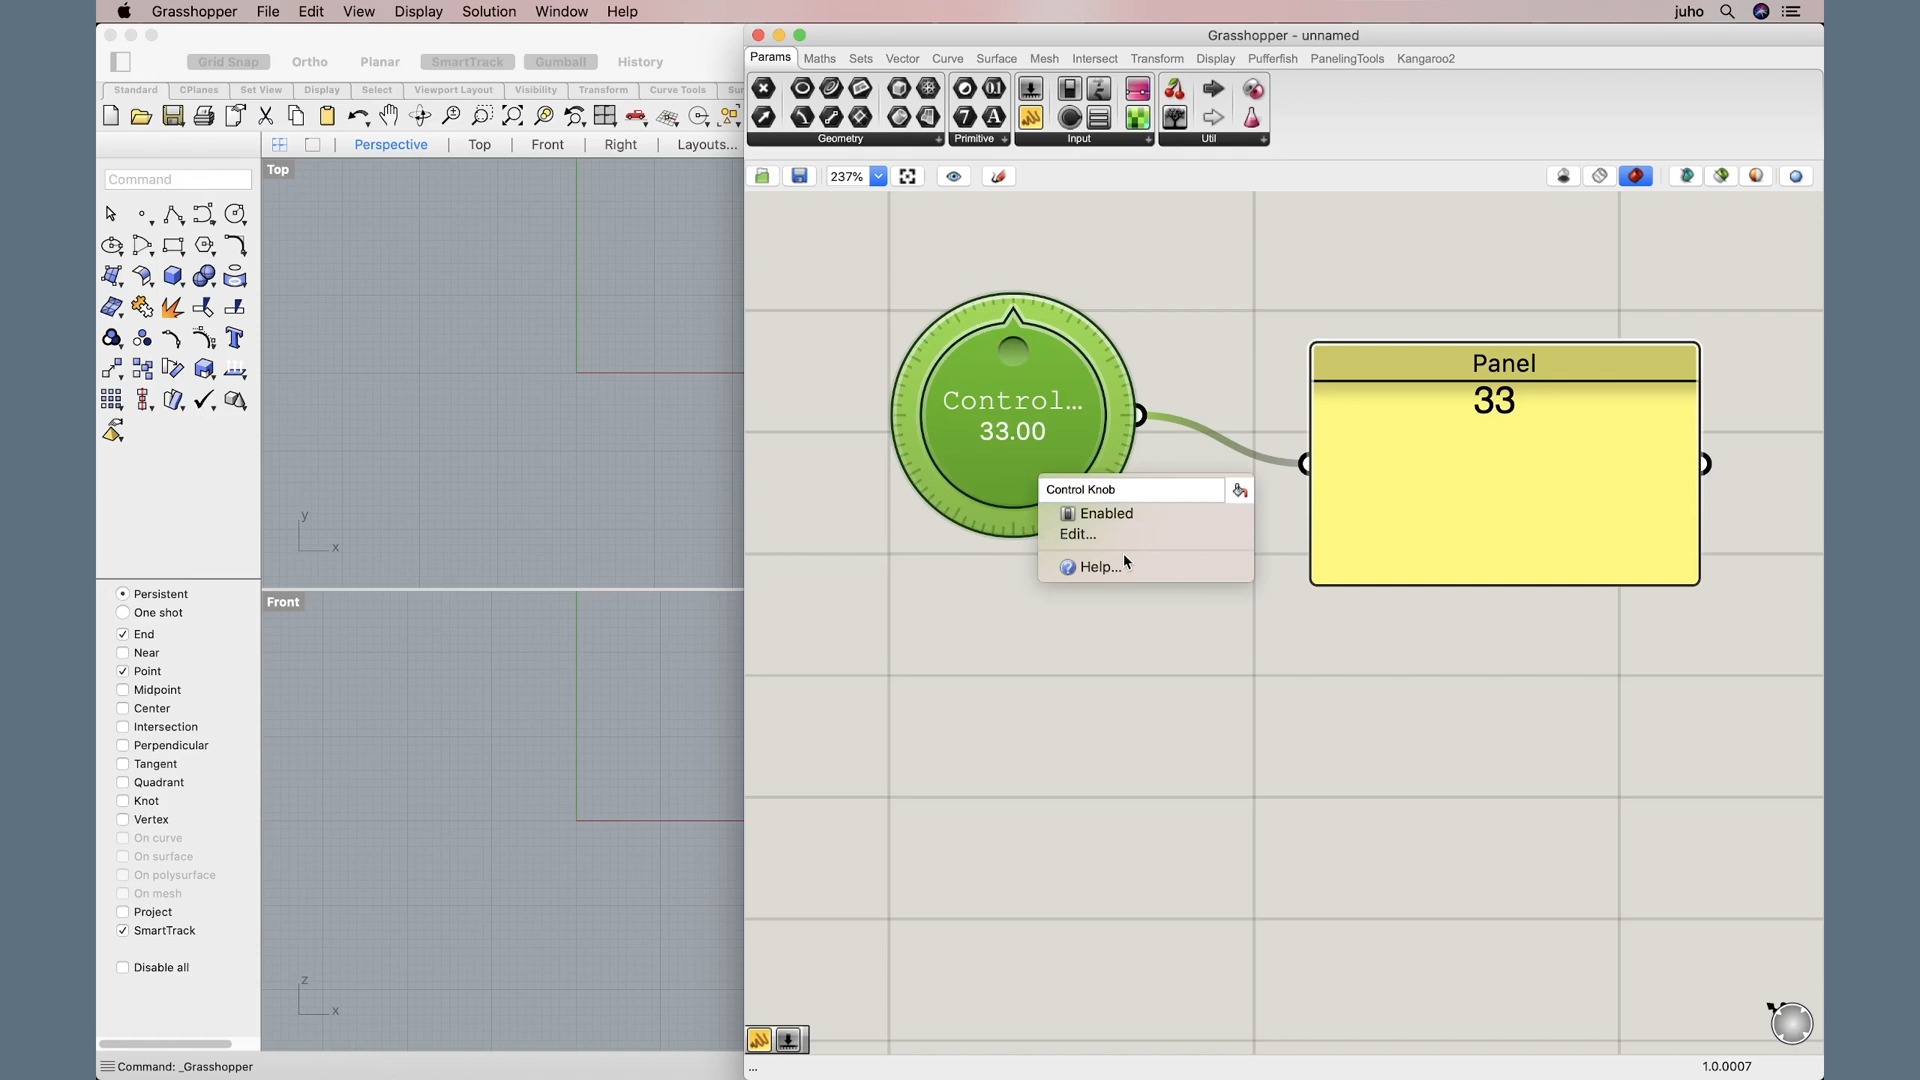 Grasshopper File Edit View Display Solution Window Help
juho
Grasshopper - unnamed
Grid Snap Ortho Planar SmartTrack Gumball History
Params Maths Sets Vector Curve Surface Mesh Intersect Transform Display Pufferfish PanelingTools Kangaroo2
Standard CPlanes Set View Display Select Viewport Layout Visibility Transform Curve Tools Sur
Geometry Primitive Input Util
Perspective Top Front Right Layouts...
237%
Top
Command
Control...
33.00
Panel
33
Control Knob
Enabled
Edit...
Help...
y
x
Front
Persistent
One shot
End
Near
Point
Midpoint
Center
Intersection
Perpendicular
Tangent
Quadrant
Knot
Vertex
On curve
On surface
On polysurface
On mesh
Project
SmartTrack
Disable all
z
x
Command: _Grasshopper
...
1.0.0007